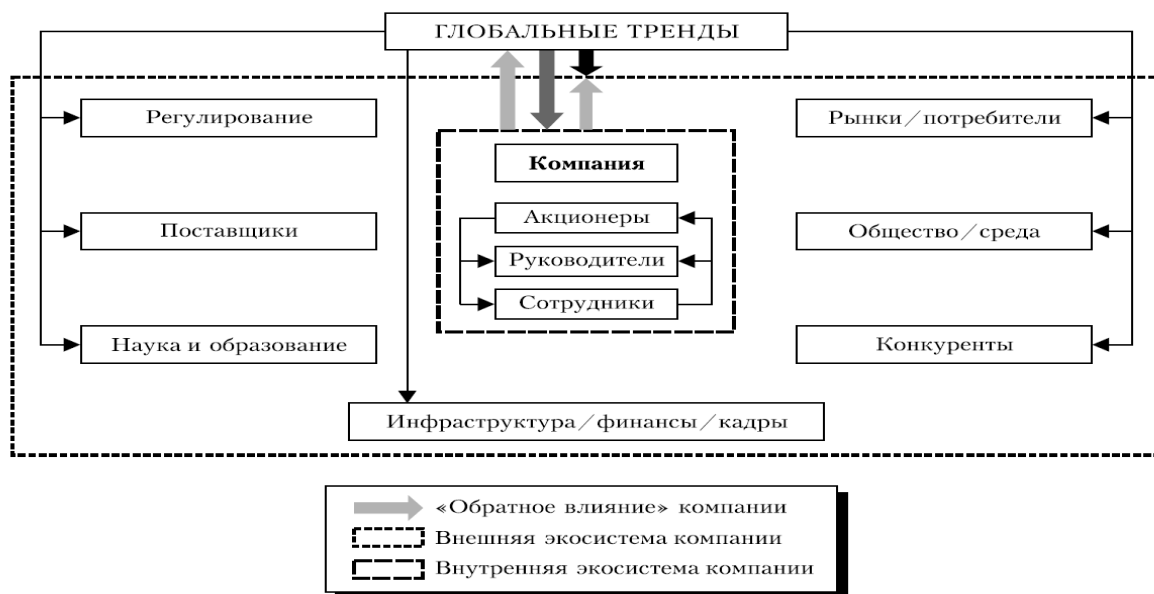 ГЛОБАЛЬНЫЕ ТРЕНДЫ
Регулирование
Рынки/потребители
Компания
Поставщики
Акционеры
Общество/среда
Руководители
Сотрудники
Наука и образование
Конкуренты
Инфраструктура/финансы/кадры
«Обратное влияние» компании
Внешняя экосистема компании
Внутренняя экосистема компании